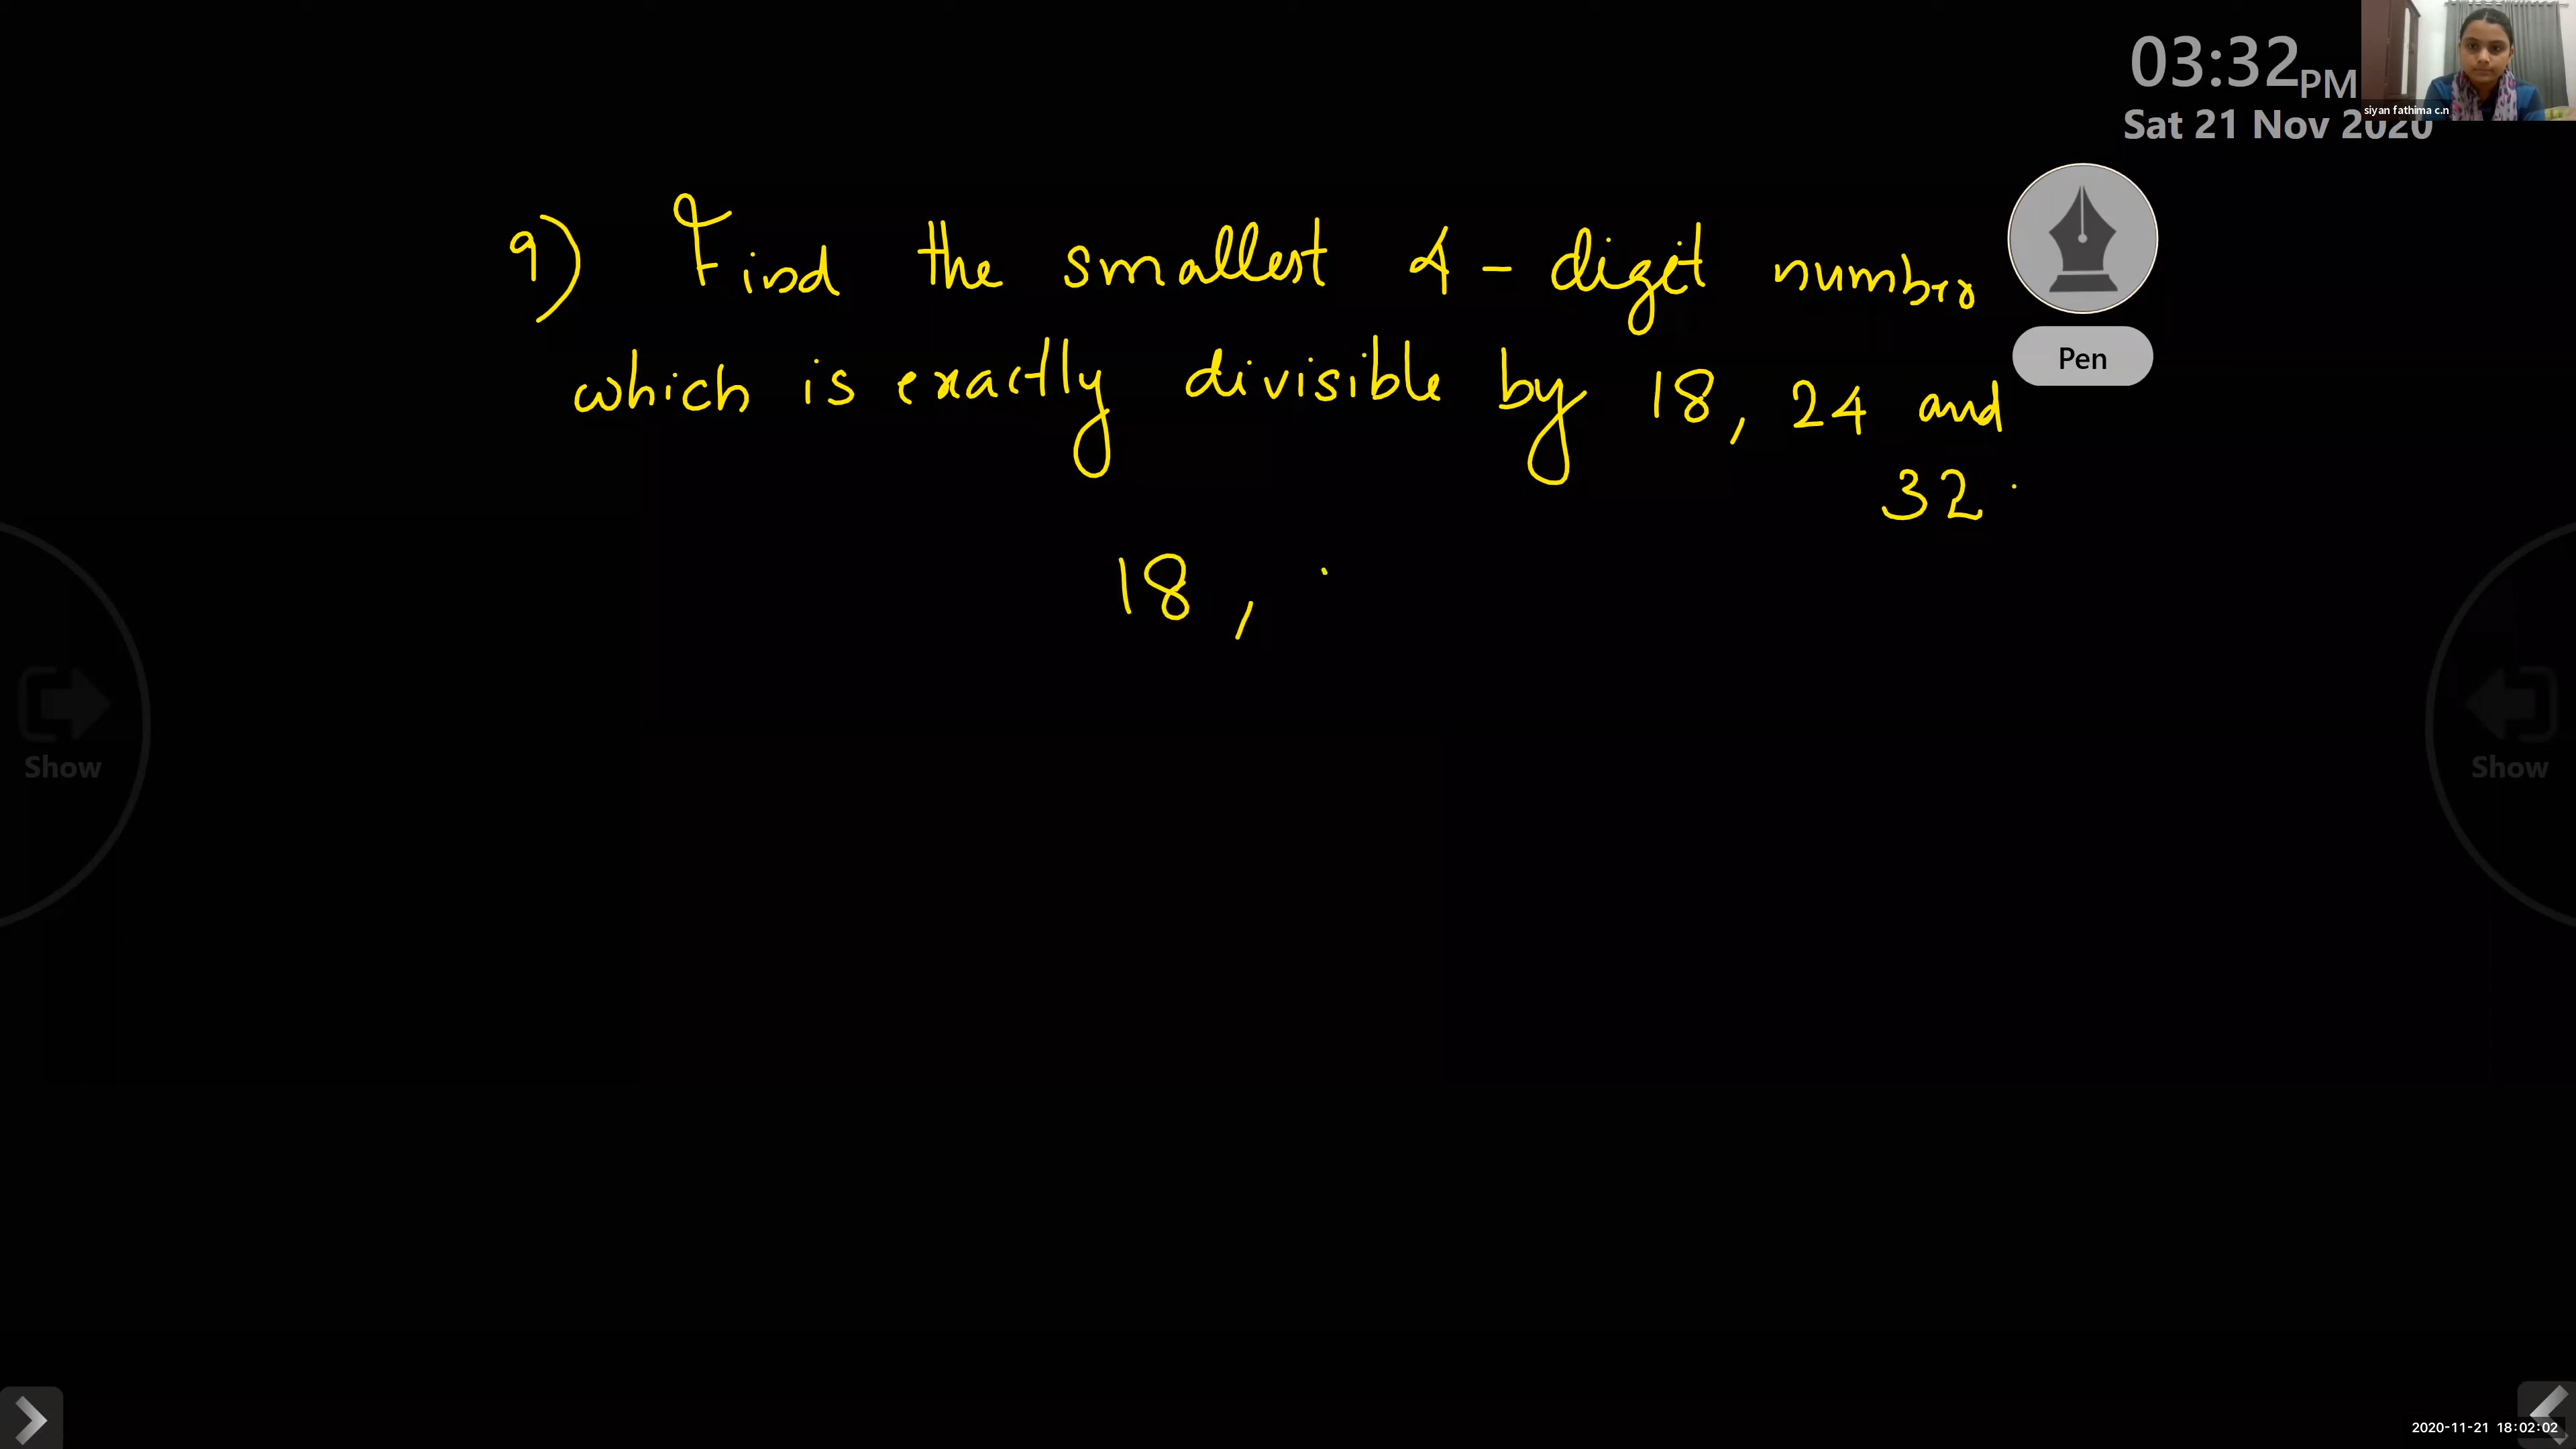 03:32PM
siyan fathima c.n
Sat 21 Nov 2020
9) Find the smallest 4-digit number
Pen
which is exactly divisible by 18, 24 and
32.
18,
Show
Show
2020-11-21 18:02:02